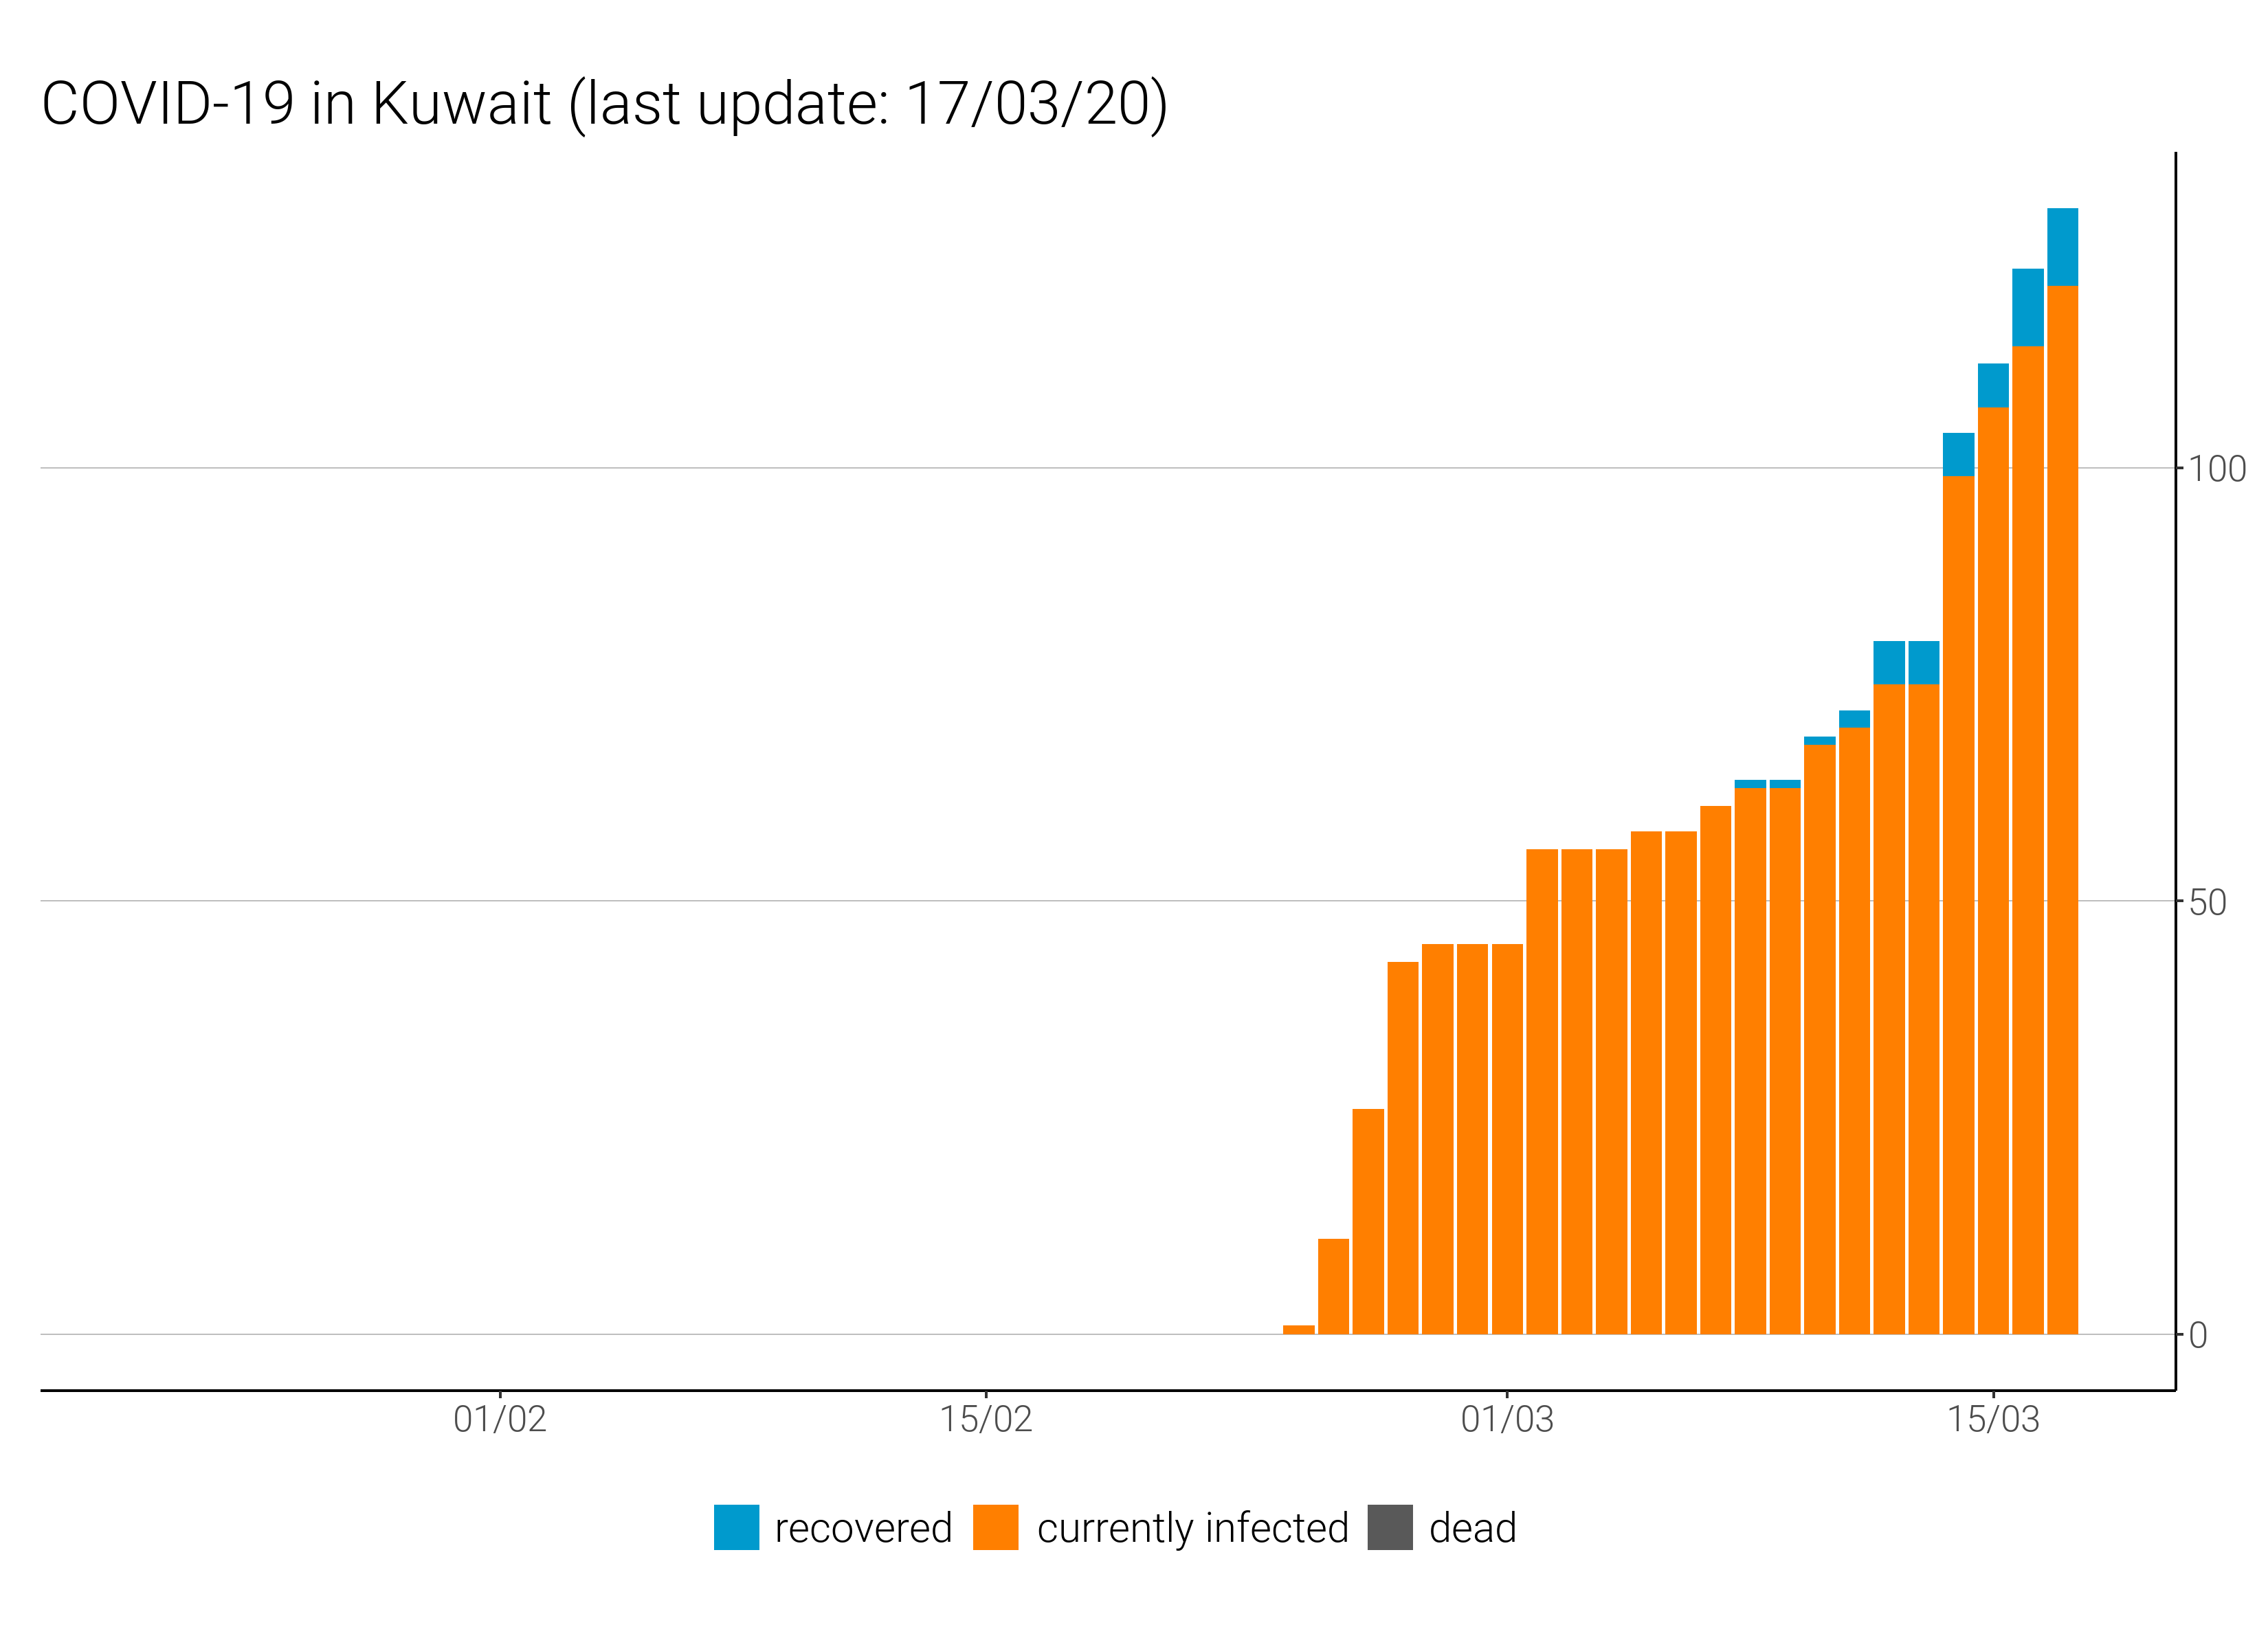 COVID-19 in Kuwait (last update: 17/03/20)
100
50
0
01/02 15/02 01/03 15/03
recovered currently infected dead